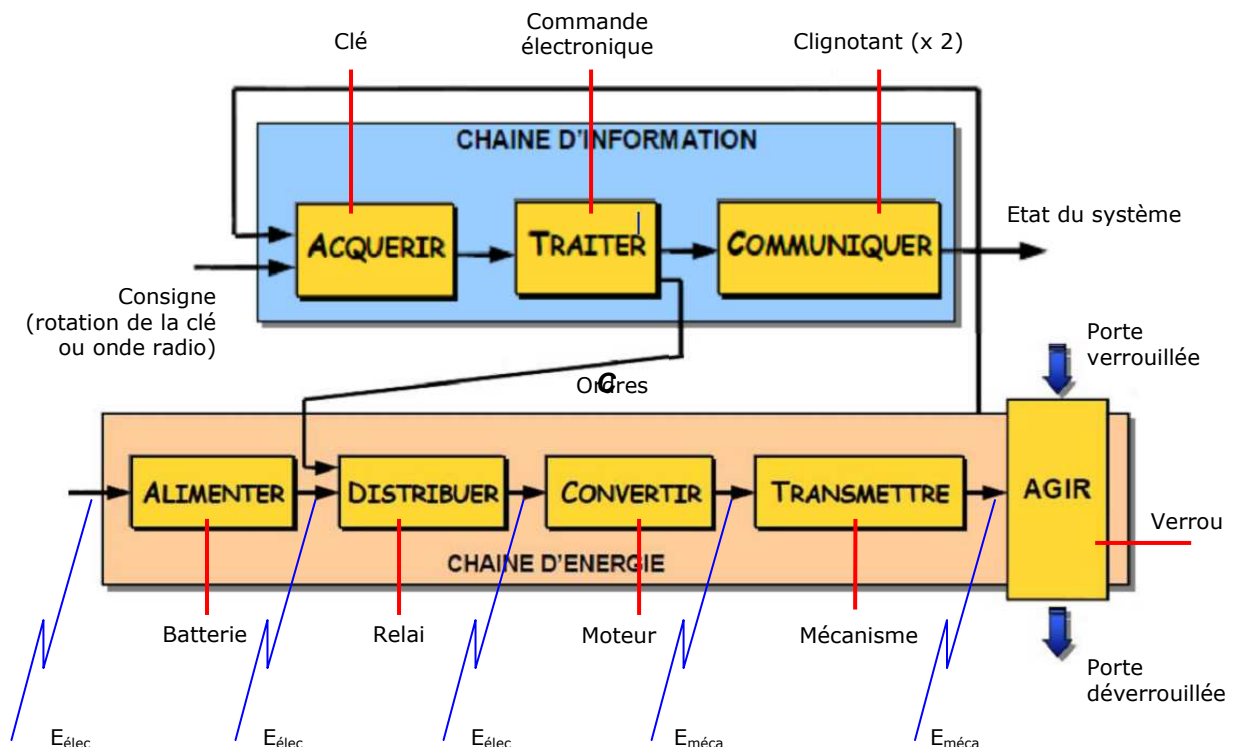 Clé
Commande
électronique
Clignotant (x 2)
CHAINE D'INFORMATION
ACQUERIR
TRAITER
COMMUNIQUER
Etat du système
Consigne
(rotation de la clé
ou onde radio)
Porte
verrouillée
Ordres
C
ALIMENTER
DISTRIBUER
CONVERTIR
TRANSMETTRE
AGIR
Verrou
CHAINE D'ENERGIE
Batterie
Relai
Moteur
Mécanisme
Porte
déverrouillée
Eélec
Eélec
Eélec
Eméca
Eméca